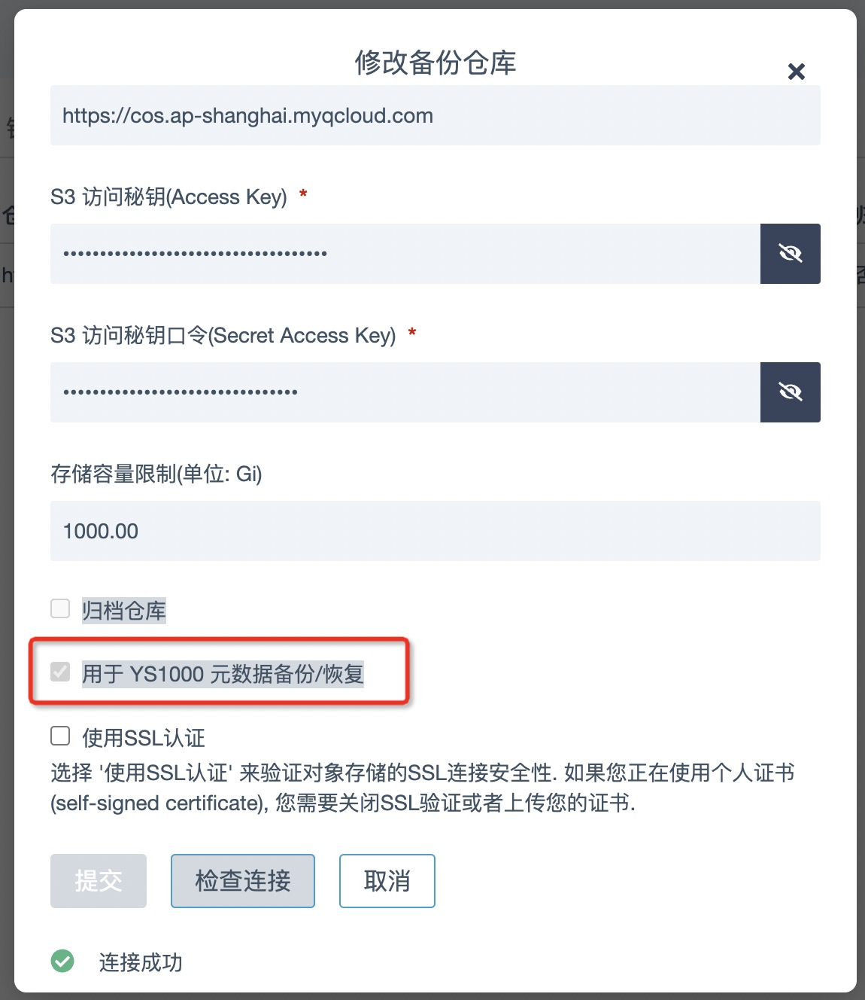 修改备份仓库
https://cos.ap-shanghai.myqcloud.com
S3 访问秘钥(Access Key) *
••••••••••••••••••••••••••••••••••••
S3 访问秘钥口令(Secret Access Key) *
••••••••••••••••••••••••••••••••
存储容量限制(单位: Gi)
1000.00
归档仓库
用于 YS1000 元数据备份/恢复
使用SSL认证
选择 '使用SSL认证' 来验证对象存储的SSL连接安全性. 如果您正在使用个人证书
(self-signed certificate), 您需要关闭SSL验证或者上传您的证书.
提交 检查连接 取消
连接成功